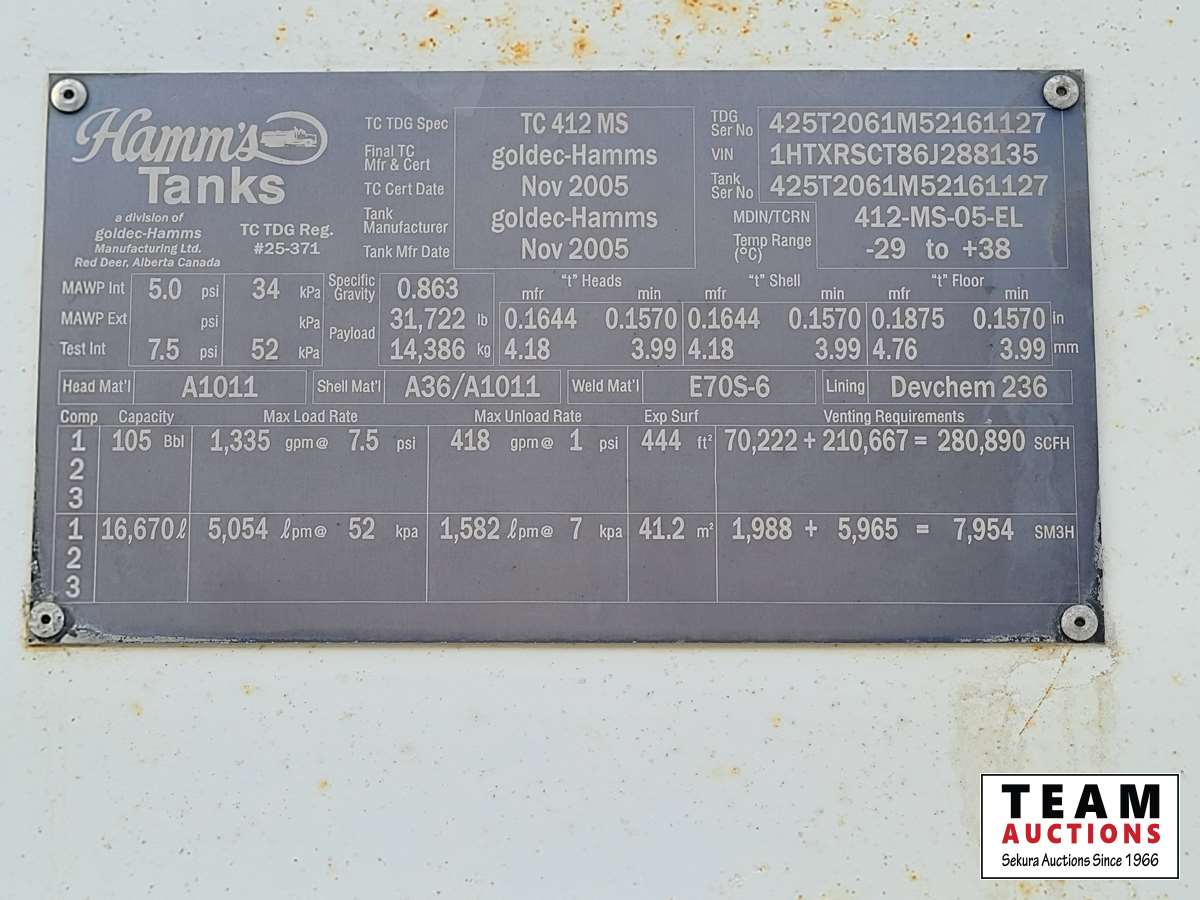 Hamm's
Tanks
a division of
goldec-Hamms
Manufacturing Ltd.
Red Deer, Alberta Canada
TC TDG Reg.
#25-371
TC TDG Spec TC 412 MS
Final TC Mfr & Cert goldec-Hamms
TC Cert Date Nov 2005
Tank Manufacturer goldec-Hamms
Tank Mfr Date Nov 2005
TDG Ser No 425T2061M52161127
VIN 1HTXRSCT86J288135
Tank Ser No 425T2061M52161127
MDIN/TCRN 412-MS-05-EL
Temp Range (°C) -29 to +38
MAWP Int 5.0 psi 34 kPa
MAWP Ext psi kPa
Test Int 7.5 psi 52 kPa
Specific Gravity 0.863
Payload 31,722 lb
14,386 kg
"t" Heads "t" Shell "t" Floor
mfr min mfr min mfr min
0.1644 0.1570 0.1644 0.1570 0.1875 0.1570 in
4.18 3.99 4.18 3.99 4.76 3.99 mm
Head Mat'l A1011 Shell Mat'l A36/A1011 Weld Mat'l E70S-6 Lining Devchem 236
Comp Capacity Max Load Rate Max Unload Rate Exp Surf Venting Requirements
1 105 Bbl 1,335 gpm@ 7.5 psi 418 gpm@ 1 psi 444 ft² 70,222 + 210,667 = 280,890 SCFH
2
3
1 16,670ℓ 5,054 ℓpm@ 52 kpa 1,582 ℓpm@ 7 kpa 41.2 m² 1,988 + 5,965 = 7,954 SM3H
2
3
TEAM
AUCTIONS
Sekura Auctions Since 1966